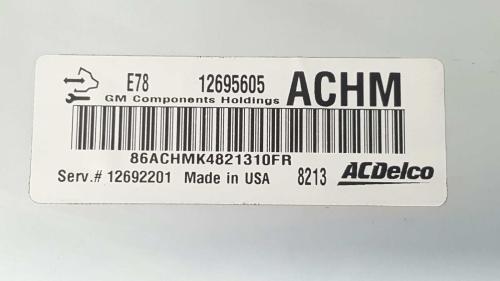 E78 12695605 ACHM
GM Components Holdings
86ACHMK4821310FR
Serv.# 12692201 Made in USA 8213 ACDelco